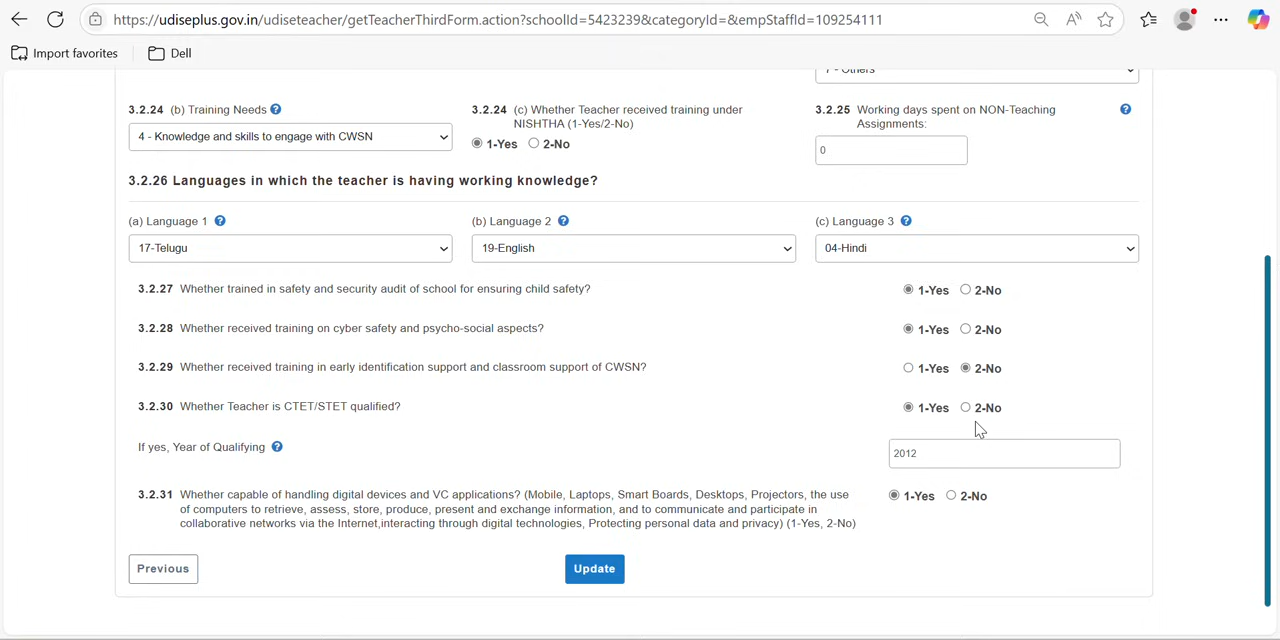 https://udiseplus.gov.in/udiseteacher/getTeacherThirdForm.action?schoolId=5423239&categoryId=&empStaffId=109254111
Import favorites
Dell
7 - Others
3.2.24 (b) Training Needs
3.2.24 (c) Whether Teacher received training under
NISHTHA (1-Yes/2-No)
3.2.25 Working days spent on NON-Teaching
Assignments:
4 - Knowledge and skills to engage with CWSN
1-Yes 2-No
0
3.2.26 Languages in which the teacher is having working knowledge?
(a) Language 1
(b) Language 2
(c) Language 3
17-Telugu
19-English
04-Hindi
3.2.27 Whether trained in safety and security audit of school for ensuring child safety?
1-Yes 2-No
3.2.28 Whether received training on cyber safety and psycho-social aspects?
1-Yes 2-No
3.2.29 Whether received training in early identification support and classroom support of CWSN?
1-Yes 2-No
3.2.30 Whether Teacher is CTET/STET qualified?
1-Yes 2-No
If yes, Year of Qualifying
2012
3.2.31 Whether capable of handling digital devices and VC applications? (Mobile, Laptops, Smart Boards, Desktops, Projectors, the use
of computers to retrieve, assess, store, produce, present and exchange information, and to communicate and participate in
collaborative networks via the Internet,interacting through digital technologies, Protecting personal data and privacy) (1-Yes, 2-No)
1-Yes 2-No
Previous
Update